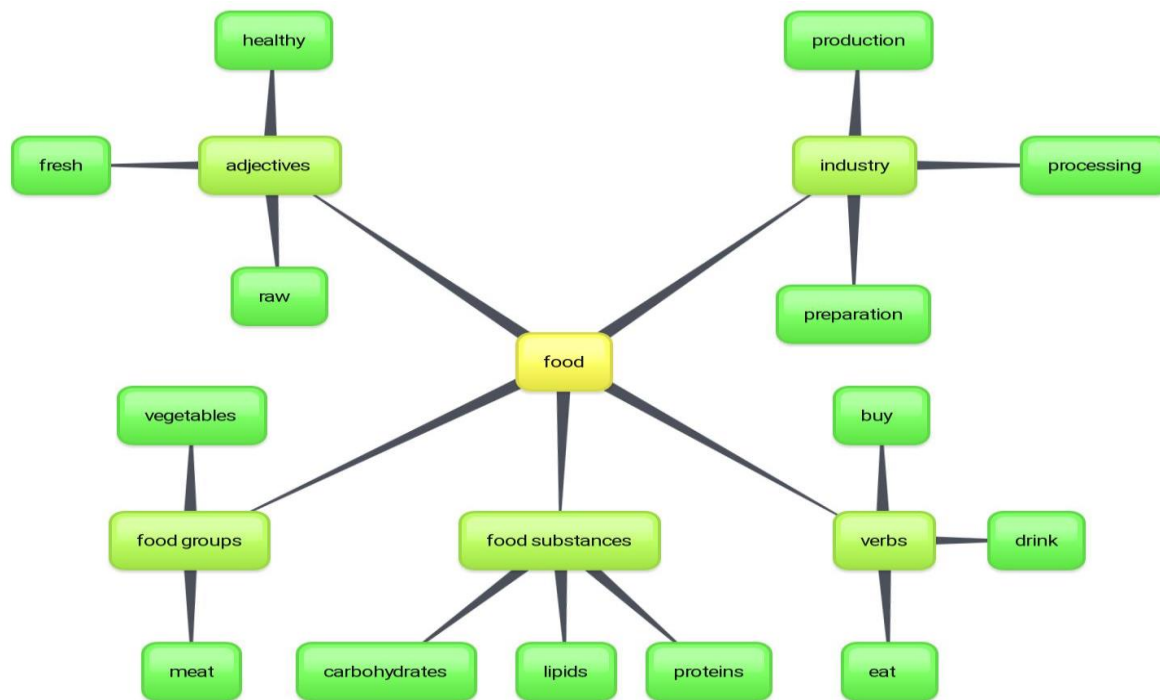 healthy
production
fresh
adjectives
industry
processing
raw
preparation
food
vegetables
buy
food groups
food substances
verbs
drink
meat
carbohydrates
lipids
proteins
eat